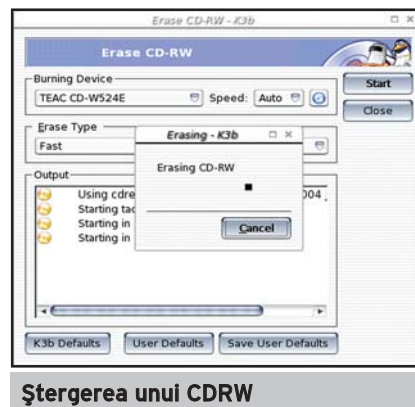 Erase CD-RW - K3b
Erase CD-RW
Burning Device
TEAC CD-W524E
Speed: Auto
Start
Close
Erase Type
Fast
Erasing - K3b
Erasing CD-RW
Cancel
Output
Using cdre
004
Starting tac
Starting in
Starting in
K3b Defaults
User Defaults
Save User Defaults
Ştergerea unui CDRW